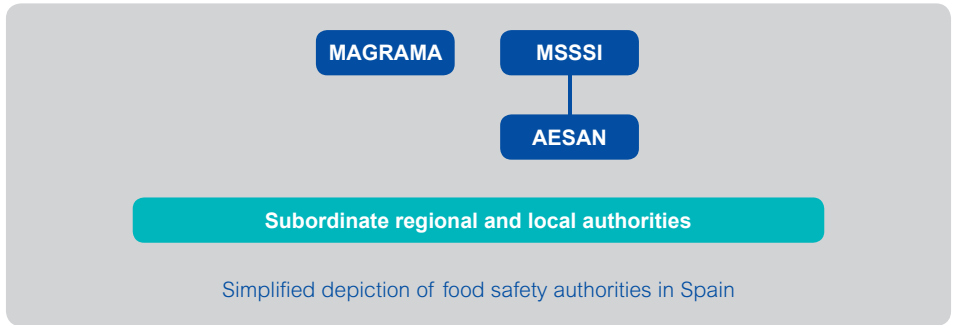 MAGRAMA MSSSI
AESAN
Subordinate regional and local authorities
Simplified depiction of food safety authorities in Spain